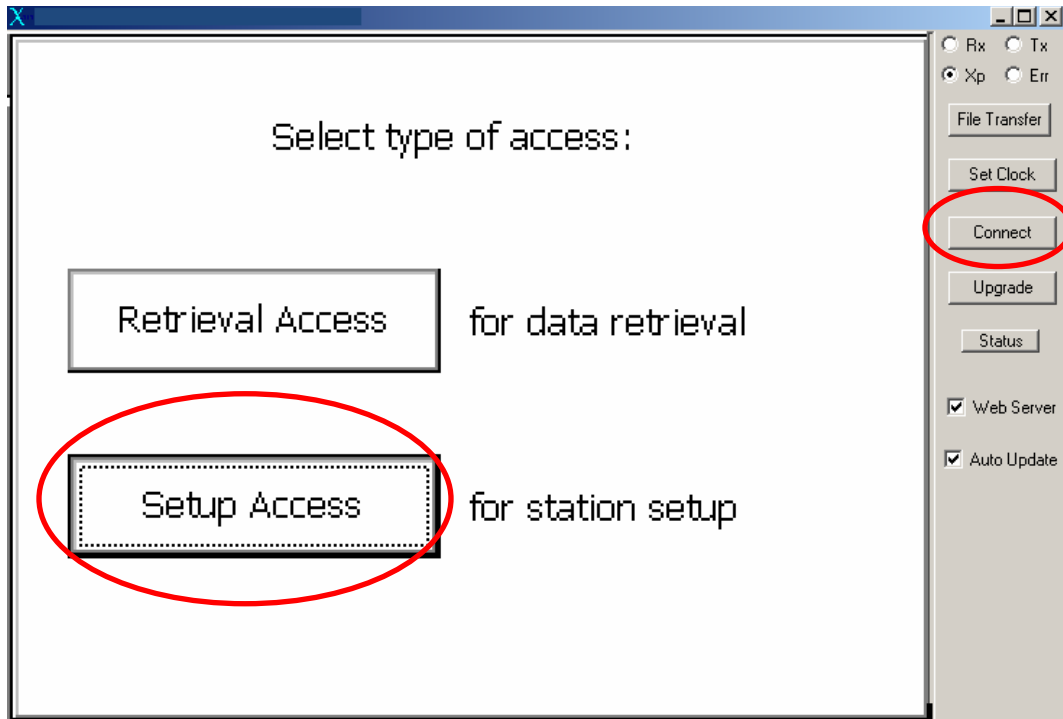 Select type of access:
Retrieval Access for data retrieval
Setup Access for station setup
Rx Tx
Xp Err
File Transfer
Set Clock
Connect
Upgrade
Status
Web Server
Auto Update